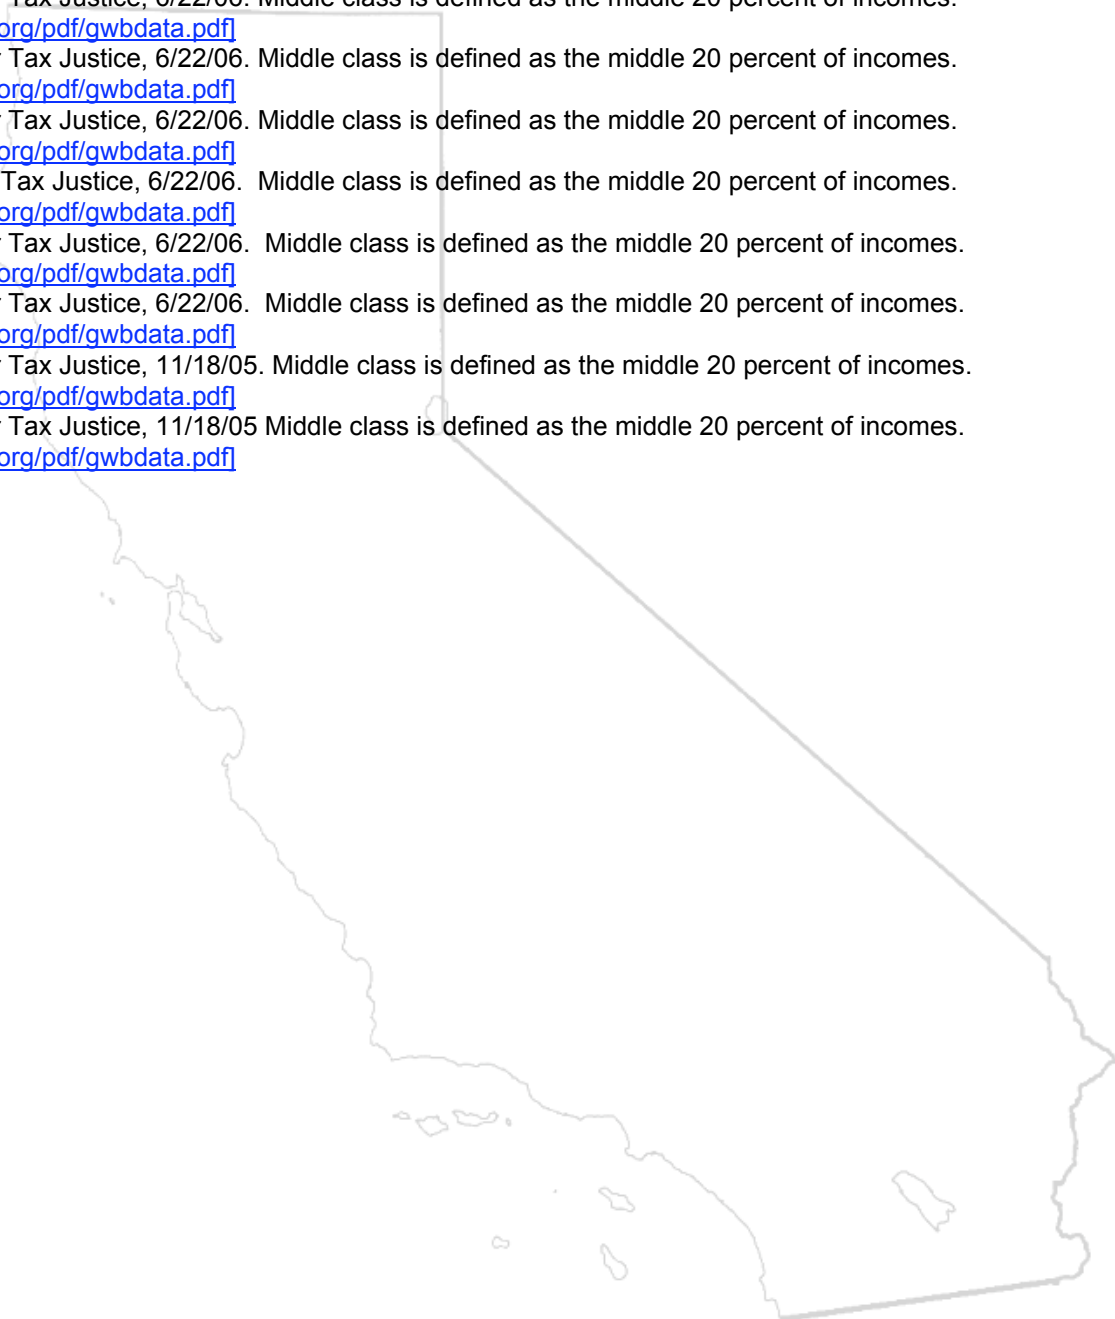 Tax Justice, 6/22/06. Middle class is defined as the middle 20 percent of incomes.
org/pdf/gwbdata.pdf]
Tax Justice, 6/22/06. Middle class is defined as the middle 20 percent of incomes.
org/pdf/gwbdata.pdf]
Tax Justice, 6/22/06. Middle class is defined as the middle 20 percent of incomes.
org/pdf/gwbdata.pdf]
Tax Justice, 6/22/06.  Middle class is defined as the middle 20 percent of incomes.
org/pdf/gwbdata.pdf]
Tax Justice, 6/22/06.  Middle class is defined as the middle 20 percent of incomes.
org/pdf/gwbdata.pdf]
Tax Justice, 6/22/06.  Middle class is defined as the middle 20 percent of incomes.
org/pdf/gwbdata.pdf]
Tax Justice, 11/18/05. Middle class is defined as the middle 20 percent of incomes.
org/pdf/gwbdata.pdf]
Tax Justice, 11/18/05 Middle class is defined as the middle 20 percent of incomes.
org/pdf/gwbdata.pdf]